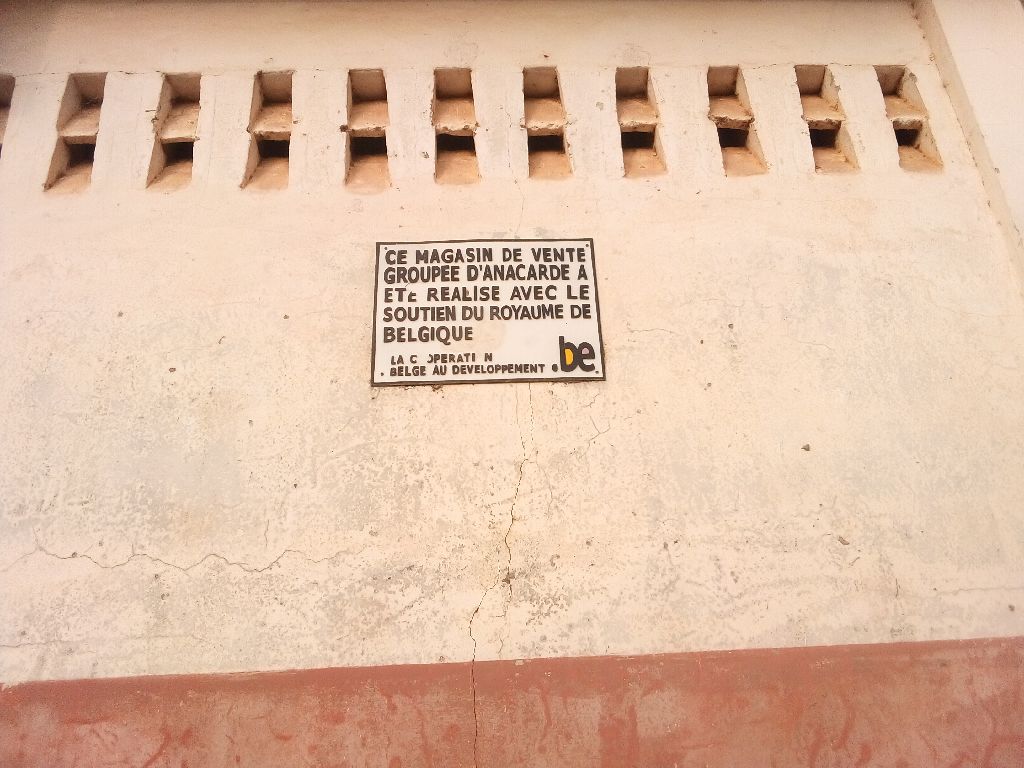 CE MAGASIN DE VENTE
GROUPEE D'ANACARDE A
ETE REALISE AVEC LE
SOUTIEN DU ROYAUME DE
BELGIQUE
LA C OPERATI N
BELGE AU DEVELOPPEMENT
be